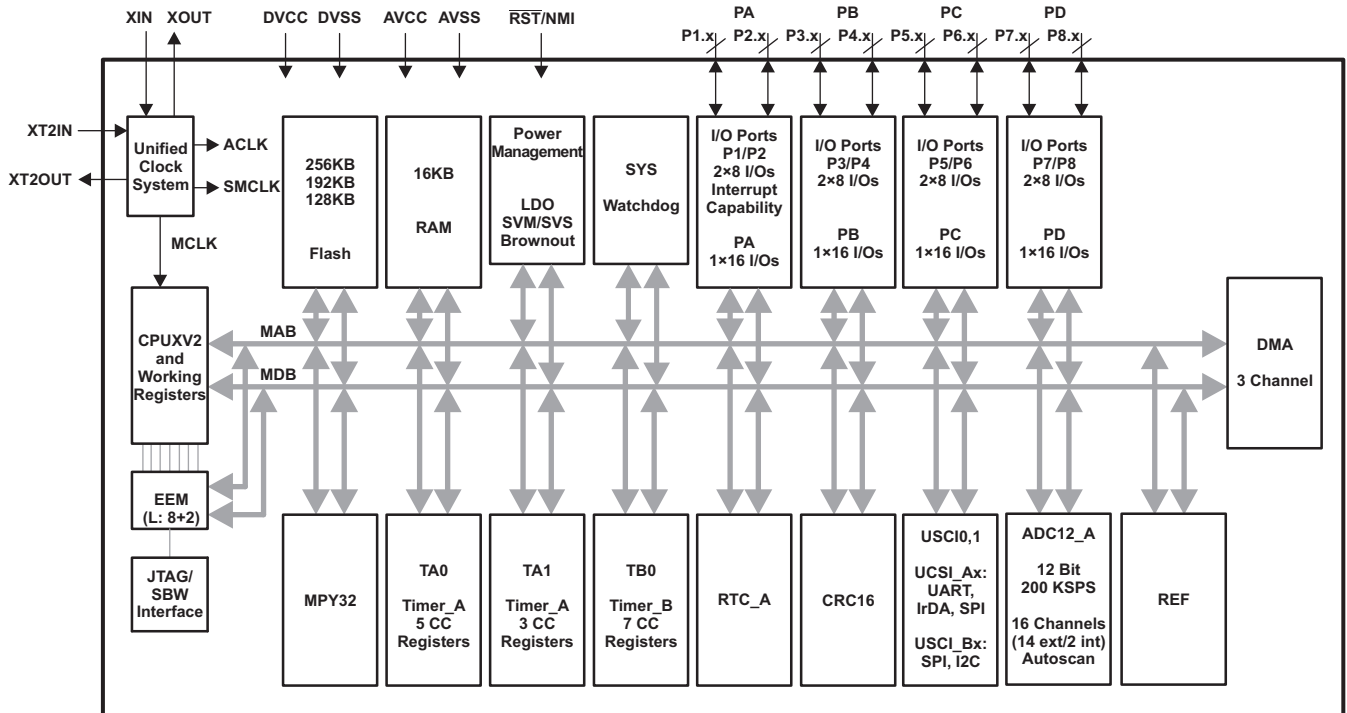 XIN XOUT DVCC DVSS AVCC AVSS RST/NMI PA PB PC PD
P1.x P2.x P3.x P4.x P5.x P6.x P7.x P8.x
XT2IN
XT2OUT
Unified
Clock
System
ACLK
SMCLK
MCLK
256KB
192KB
128KB
Flash
16KB
RAM
Power
Management
LDO
SVM/SVS
Brownout
SYS
Watchdog
I/O Ports
P1/P2
2×8 I/Os
Interrupt
Capability
PA
1×16 I/Os
I/O Ports
P3/P4
2×8 I/Os
PB
1×16 I/Os
I/O Ports
P5/P6
2×8 I/Os
PC
1×16 I/Os
I/O Ports
P7/P8
2×8 I/Os
PD
1×16 I/Os
CPUXV2
and
Working
Registers
MAB
MDB
DMA
3 Channel
EEM
(L: 8+2)
JTAG/
SBW
Interface
MPY32
TA0
Timer_A
5 CC
Registers
TA1
Timer_A
3 CC
Registers
TB0
Timer_B
7 CC
Registers
RTC_A
CRC16
USCI0,1
UCSI_Ax:
UART,
IrDA, SPI
USCI_Bx:
SPI, I2C
ADC12_A
12 Bit
200 KSPS
16 Channels
(14 ext/2 int)
Autoscan
REF